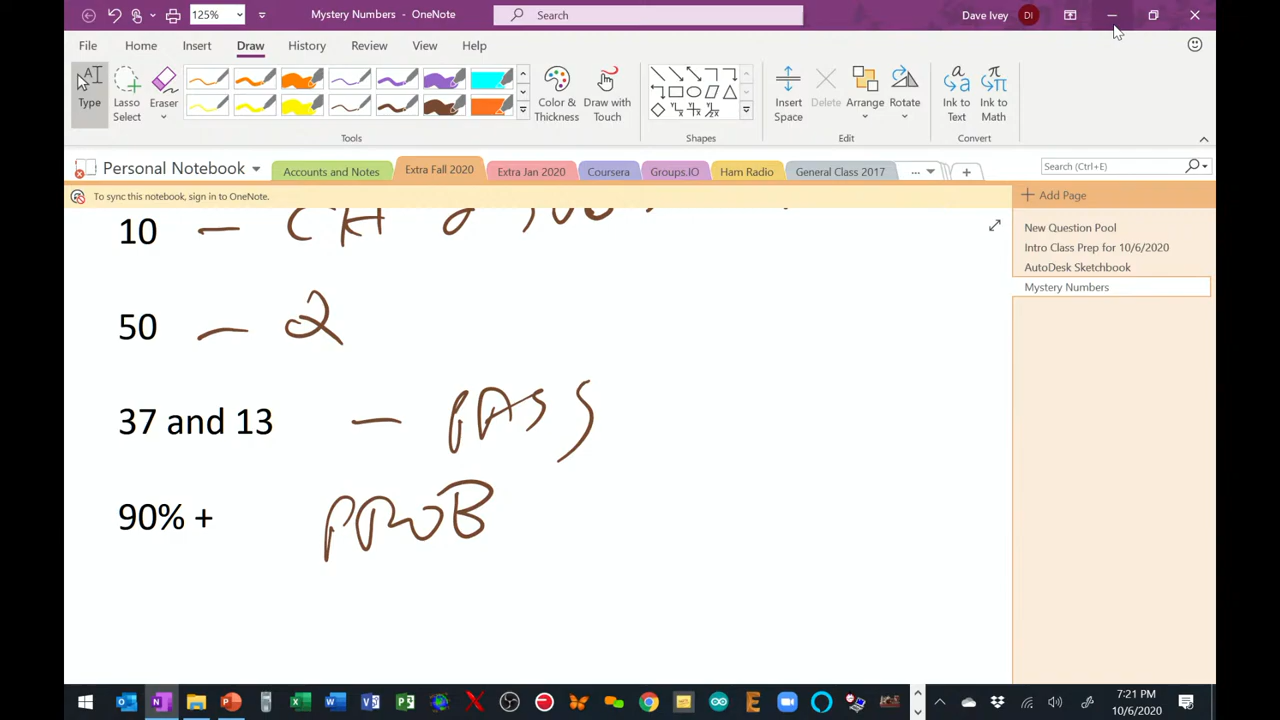 125%
Mystery Numbers - OneNote
Search
Dave Ivey
DI
File Home Insert Draw History Review View Help
Type
Lasso Select
Eraser
Color & Thickness
Draw with Touch
Insert Space
Delete
Arrange
Rotate
Ink to Text
Ink to Math
Tools
Shapes
Edit
Convert
Personal Notebook
Accounts and Notes
Extra Fall 2020
Extra Jan 2020
Coursera
Groups.IO
Ham Radio
General Class 2017
...
Search (Ctrl+E)
To sync this notebook, sign in to OneNote.
Add Page
New Question Pool
Intro Class Prep for 10/6/2020
AutoDesk Sketchbook
Mystery Numbers
10 —
50 — 2
37 and 13 — PASS
90% + PROB
7:21 PM
10/6/2020